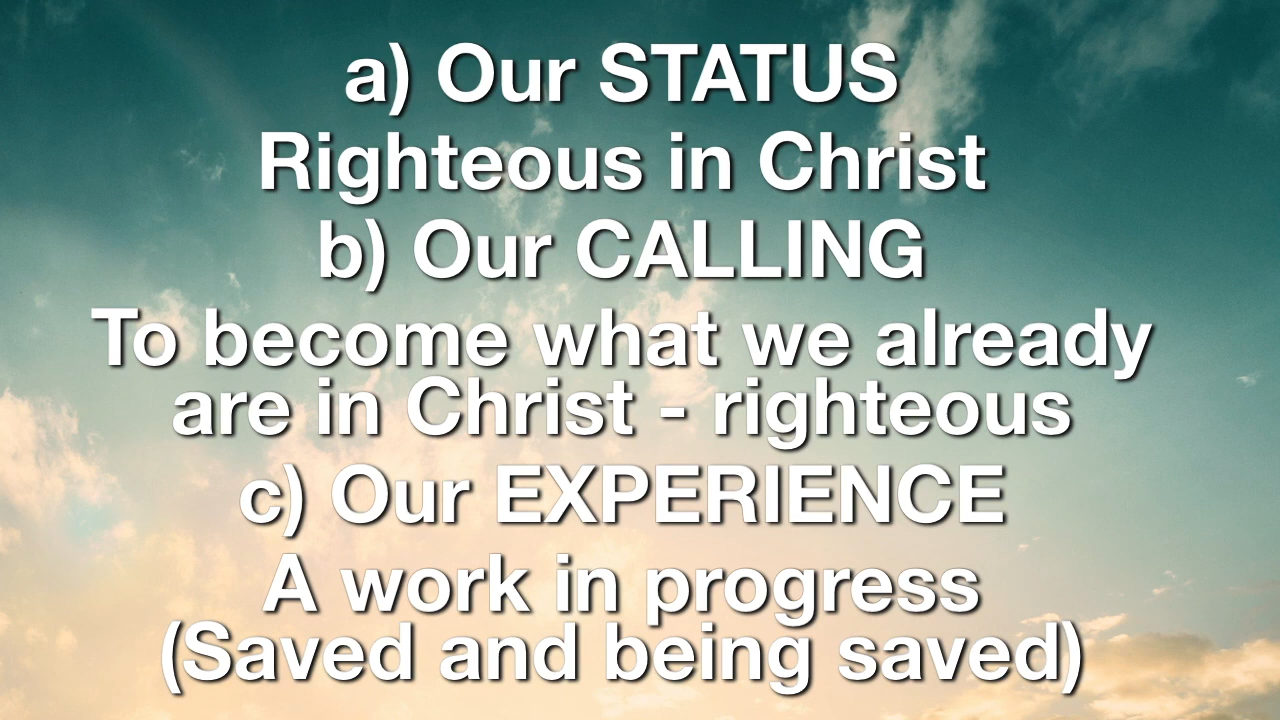 a) Our STATUS
Righteous in Christ
b) Our CALLING
To become what we already
are in Christ - righteous
c) Our EXPERIENCE
A work in progress
(Saved and being saved)